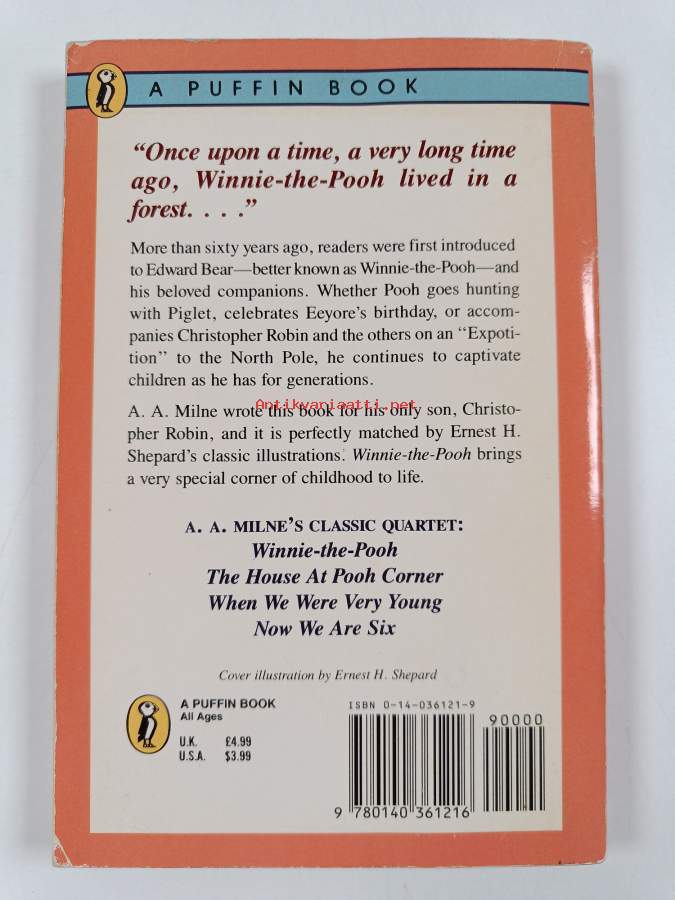 A PUFFIN BOOK
“Once upon a time, a very long time
ago, Winnie-the-Pooh lived in a
forest. . . .”
More than sixty years ago, readers were first introduced
to Edward Bear—better known as Winnie-the-Pooh—and
his beloved companions. Whether Pooh goes hunting
with Piglet, celebrates Eeyore’s birthday, or accom-
panies Christopher Robin and the others on an “Expoti-
tion” to the North Pole, he continues to captivate
children as he has for generations.
Antikvariaatti.net
A. A. Milne wrote this book for his only son, Christo-
pher Robin, and it is perfectly matched by Ernest H.
Shepard’s classic illustrations. Winnie-the-Pooh brings
a very special corner of childhood to life.
A. A. MILNE’S CLASSIC QUARTET:
Winnie-the-Pooh
The House At Pooh Corner
When We Were Very Young
Now We Are Six
Cover illustration by Ernest H. Shepard
A PUFFIN BOOK
All Ages
U.K. £4.99
U.S.A. $3.99
ISBN 0-14-036121-9
90000
9 780140 361216